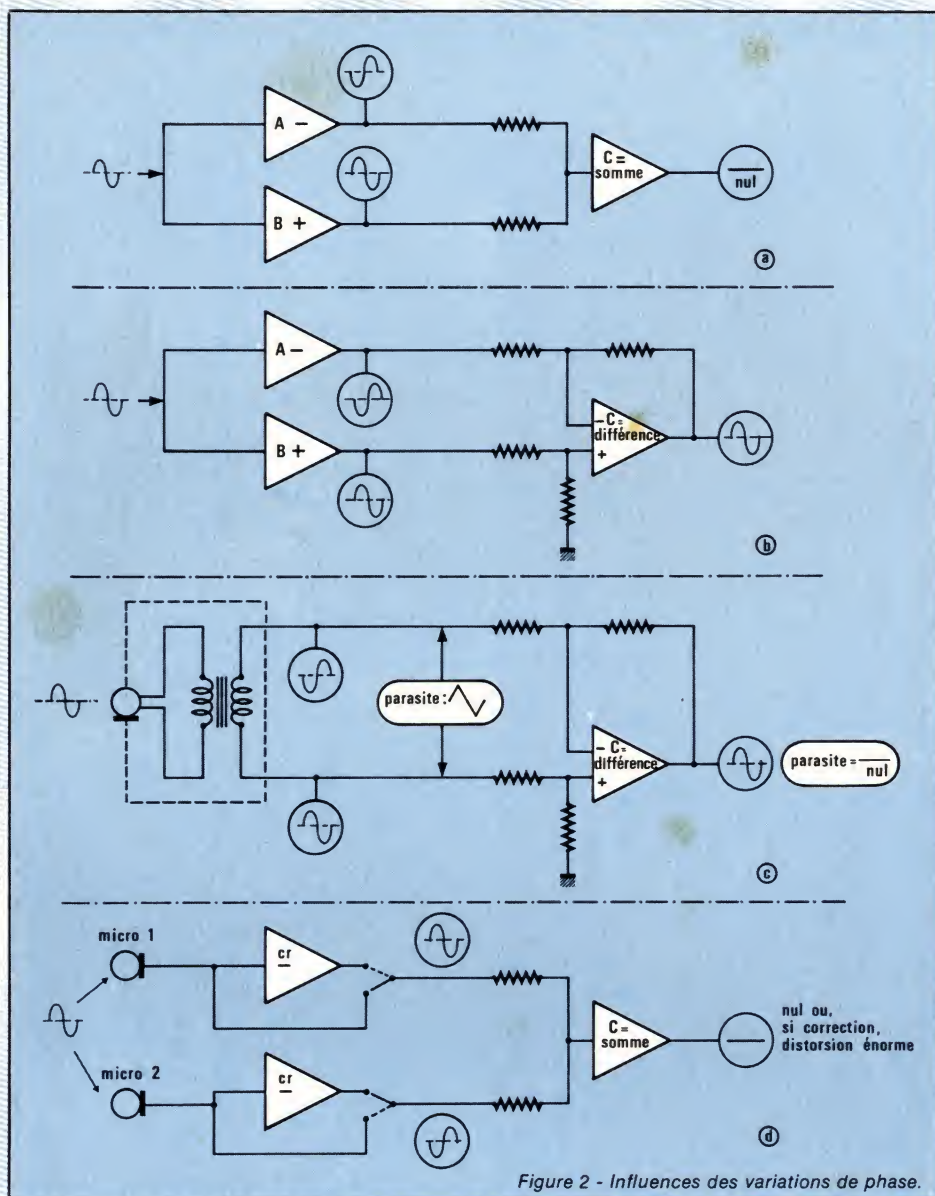 A -
B +
C =
somme
nul
a
A -
B +
- C =
différence
+
b
parasite :
- C =
différence
+
parasite = nul
c
micro 1
cr
-
micro 2
cr
-
C =
somme
nul ou,
si correction,
distorsion énorme
d
Figure 2 - Influences des variations de phase.